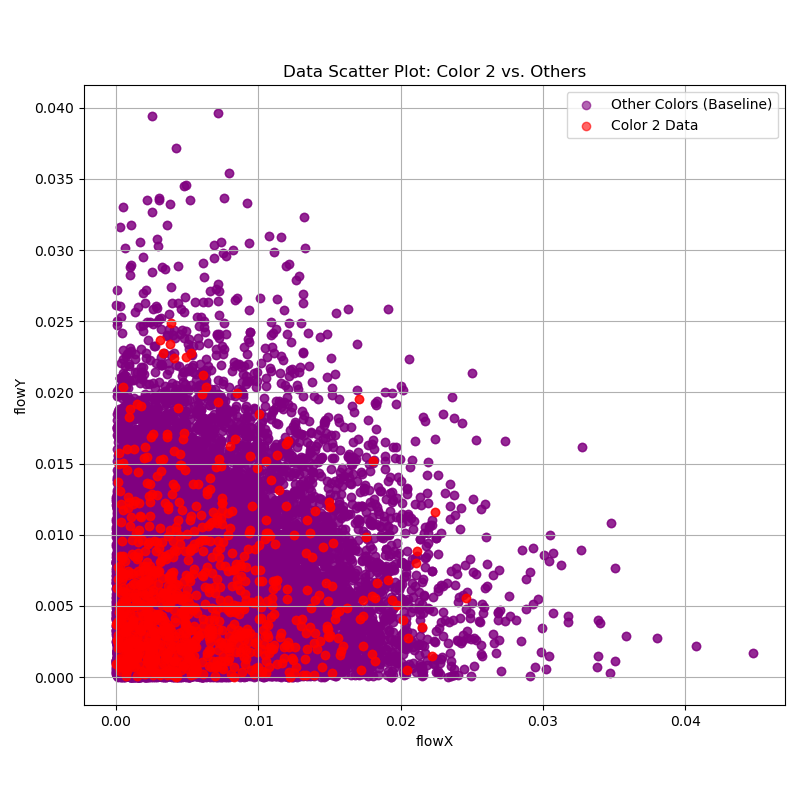 Data Scatter Plot: Color 2 vs. Others
Other Colors (Baseline)
Color 2 Data
0.040
0.035
0.030
0.025
0.020
0.015
0.010
0.005
0.000
flowY
0.00 0.01 0.02 0.03 0.04
flowX